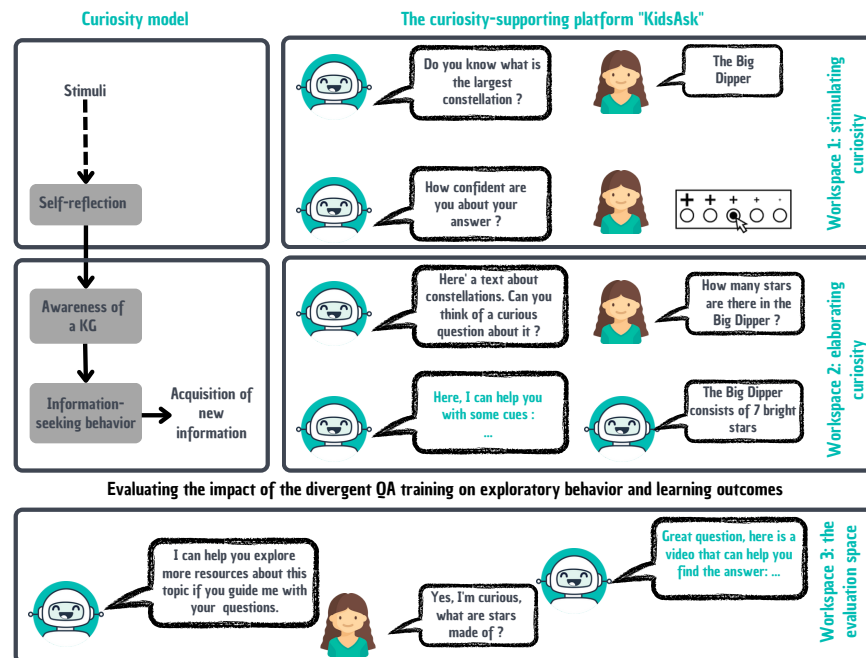 Curiosity model
The curiosity-supporting platform "KidsAsk"
Stimuli
Self-reflection
Do you know what is
the largest
constellation ?
The Big
Dipper
How confident are
you about your
answer ?
+ + + + .
Workspace 1: stimulating
curiosity
Awareness of
a KG
Information-
seeking behavior
Acquisition of
new
information
Here' a text about
constellations. Can you
think of a curious
question about it ?
How many stars
are there in the
Big Dipper ?
Here, I can help you
with some cues :
...
The Big Dipper
consists of 7 bright
stars
Workspace 2: elaborating
curiosity
Evaluating the impact of the divergent QA training on exploratory behavior and learning outcomes
I can help you explore
more resources about this
topic if you guide me with
your questions.
Yes, I'm curious,
what are stars
made of ?
Great question, here is a
video that can help you
find the answer: ...
Workspace 3: the
evaluation space